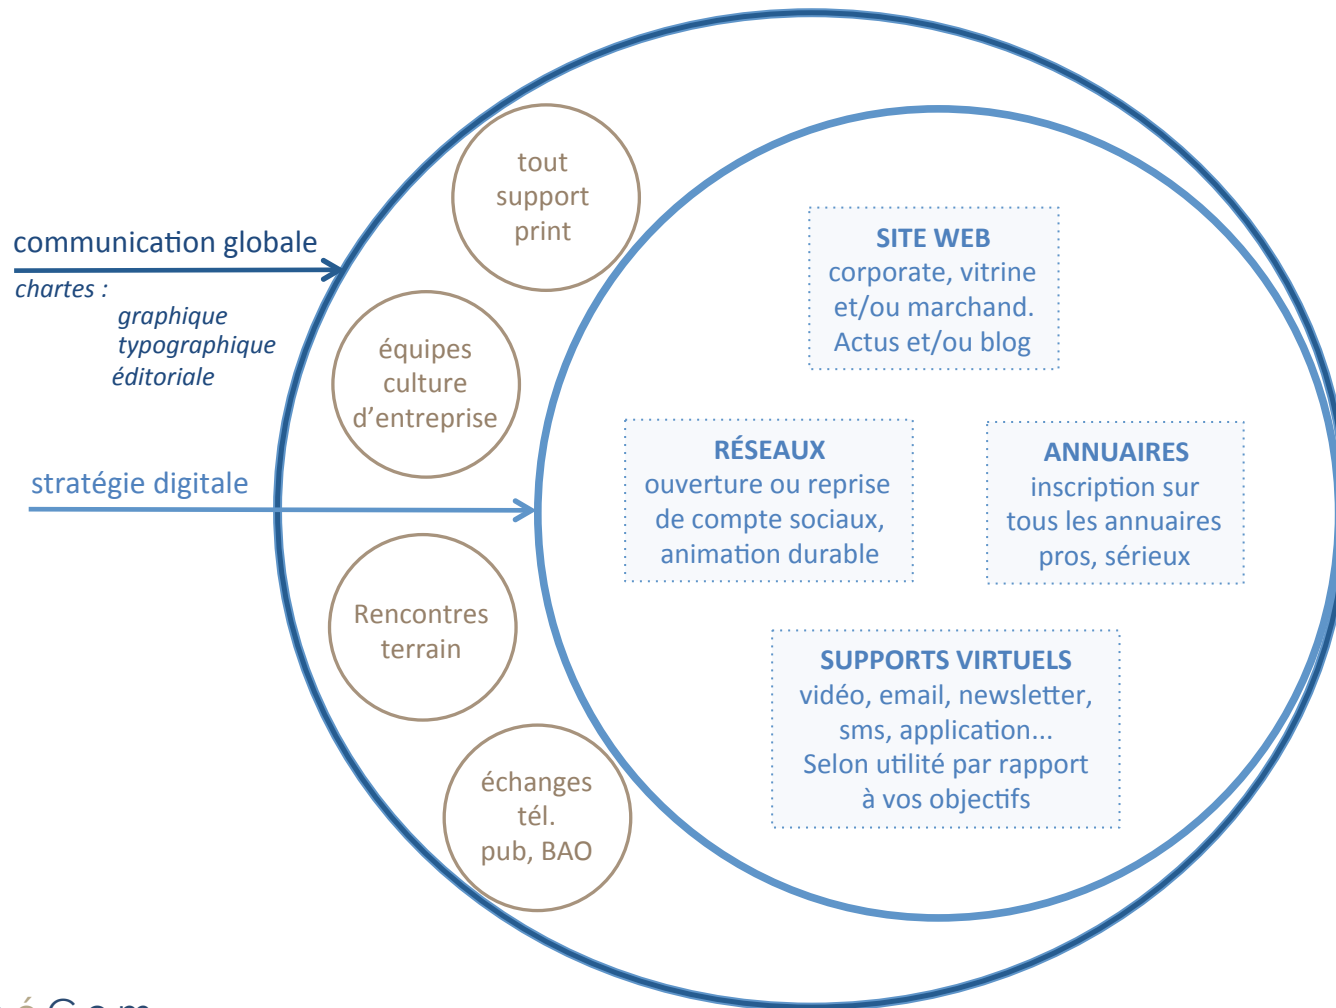 communication globale
chartes :
graphique
typographique
éditoriale
stratégie digitale
tout
support
print
équipes
culture
d’entreprise
Rencontres
terrain
échanges
tél.
pub, BAO
SITE WEB
corporate, vitrine
et/ou marchand.
Actus et/ou blog
RÉSEAUX
ouverture ou reprise
de compte sociaux,
animation durable
ANNUAIRES
inscription sur
tous les annuaires
pros, sérieux
SUPPORTS VIRTUELS
vidéo, email, newsletter,
sms, application...
Selon utilité par rapport
à vos objectifs